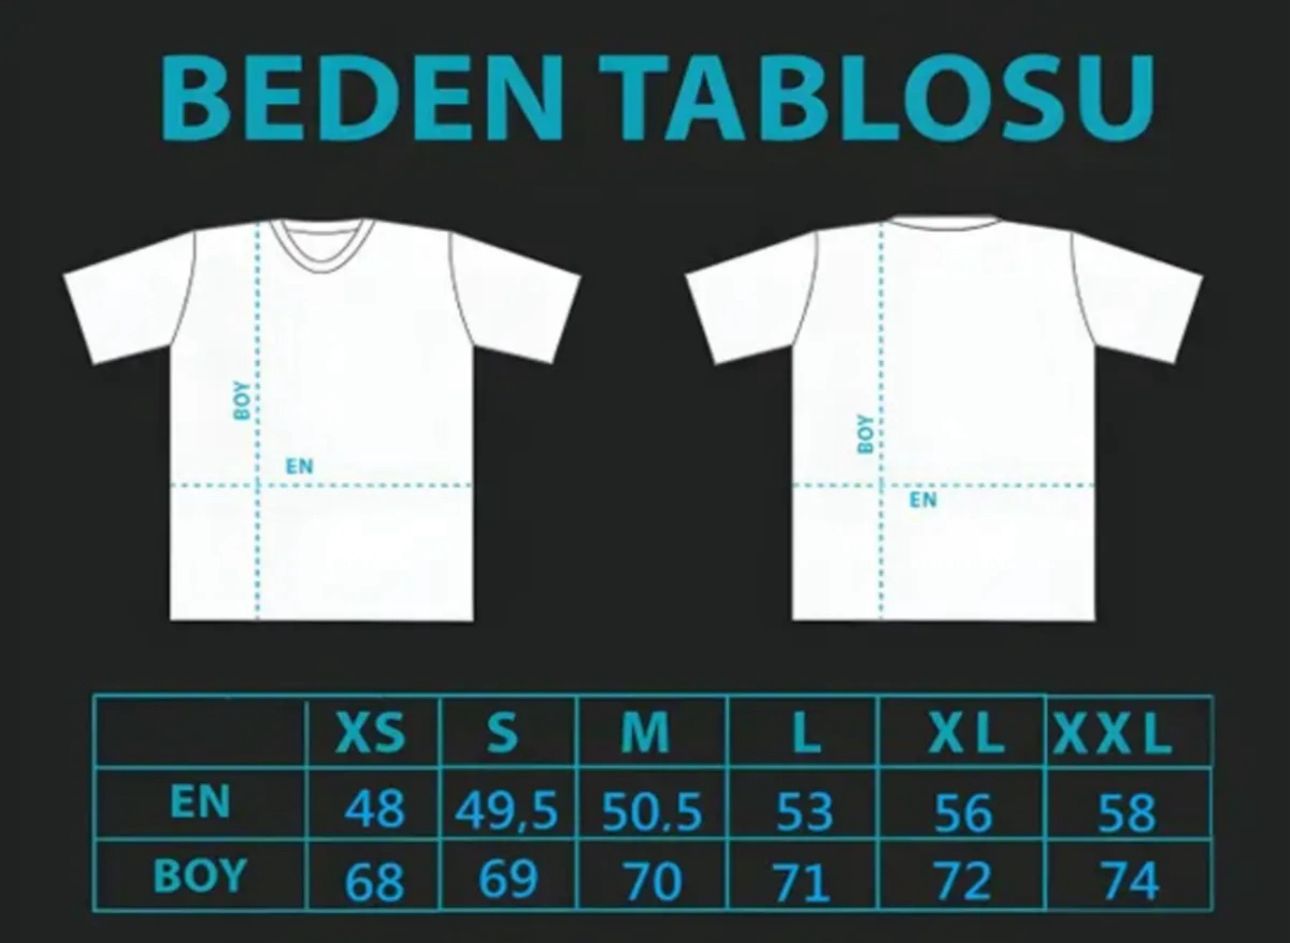 BEDEN TABLOSU
BOY
EN
BOY
EN
XS S M L XL XXL
EN 48 49,5 50.5 53 56 58
BOY 68 69 70 71 72 74